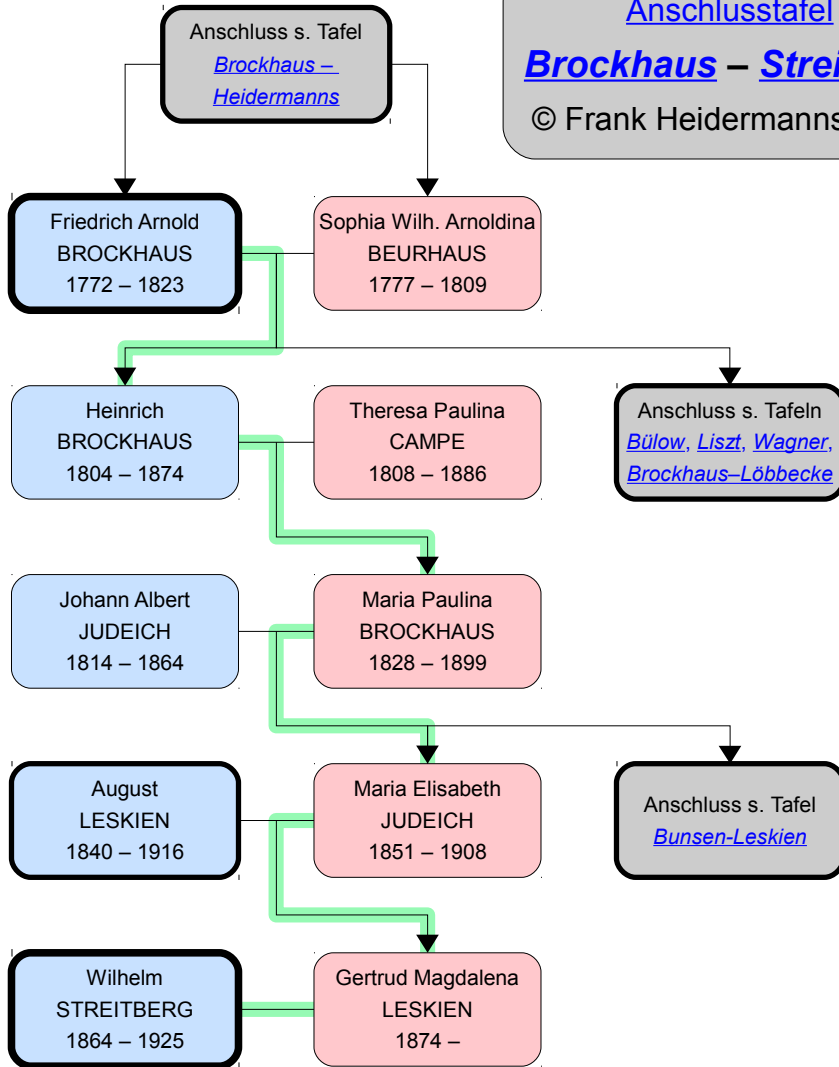 Anschlusstafel
Brockhaus –
© Frank Heidermanns
Anschluss s. Tafel
Brockhaus –
Heidermanns
Friedrich Arnold
BROCKHAUS
1772 – 1823
Sophia Wilh. Arnoldina
BEURHAUS
1777 – 1809
Heinrich
BROCKHAUS
1804 – 1874
Theresa Paulina
CAMPE
1808 – 1886
Anschluss s. Tafeln
Bülow, Liszt, Wagner,
Brockhaus–Löbbecke
Johann Albert
JUDEICH
1814 – 1864
Maria Paulina
BROCKHAUS
1828 – 1899
August
LESKIEN
1840 – 1916
Maria Elisabeth
JUDEICH
1851 – 1908
Anschluss s. Tafel
Bunsen-Leskien
Wilhelm
STREITBERG
1864 – 1925
Gertrud Magdalena
LESKIEN
1874 –